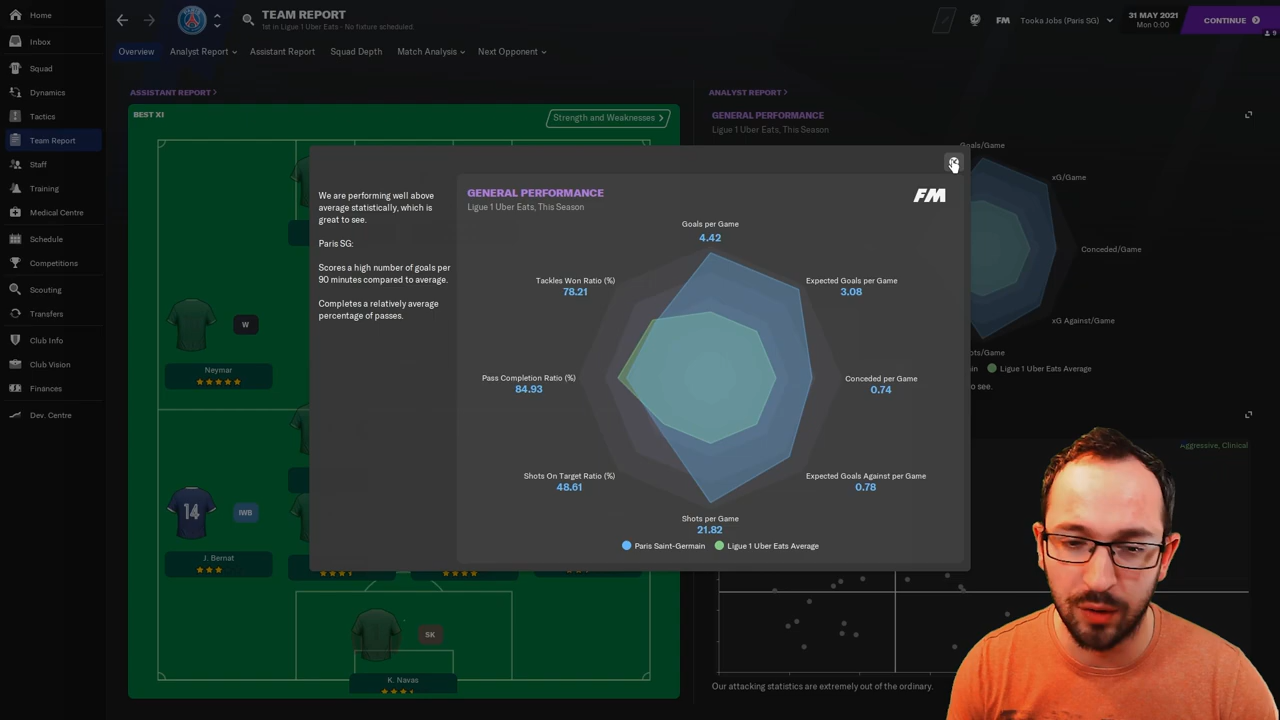 Home
Inbox
Squad
Dynamics
Tactics
Team Report
Staff
Training
Medical Centre
Schedule
Competitions
Scouting
Transfers
Club Info
Club Vision
Finances
Dev. Centre
TEAM REPORT
1st in Ligue 1 Uber Eats - No fixture scheduled.
FM
Tooka Jobs (Paris SG)
31 MAY 2021
Mon 0:00
CONTINUE
9
Overview
Analyst Report
Assistant Report
Squad Depth
Match Analysis
Next Opponent
ASSISTANT REPORT >
BEST XI
Strength and Weaknesses >
W
Neymar
14
IWB
J. Bernat
SK
K. Navas
We are performing well above
average statistically, which is
great to see.
Paris SG:
Scores a high number of goals per
90 minutes compared to average.
Completes a relatively average
percentage of passes.
GENERAL PERFORMANCE
Ligue 1 Uber Eats, This Season
FM
Goals per Game
4.42
Tackles Won Ratio (%)
78.21
Expected Goals per Game
3.08
Pass Completion Ratio (%)
84.93
Conceded per Game
0.74
Shots On Target Ratio (%)
48.61
Expected Goals Against per Game
0.78
Shots per Game
21.82
Paris Saint-Germain
Ligue 1 Uber Eats Average
ANALYST REPORT >
GENERAL PERFORMANCE
Ligue 1 Uber Eats, This Season
Goals/Game
xG/Game
Conceded/Game
xG Against/Game
ots/Game
in
Ligue 1 Uber Eats Average
o see.
Aggressive, Clinical
Our attacking statistics are extremely out of the ordinary.